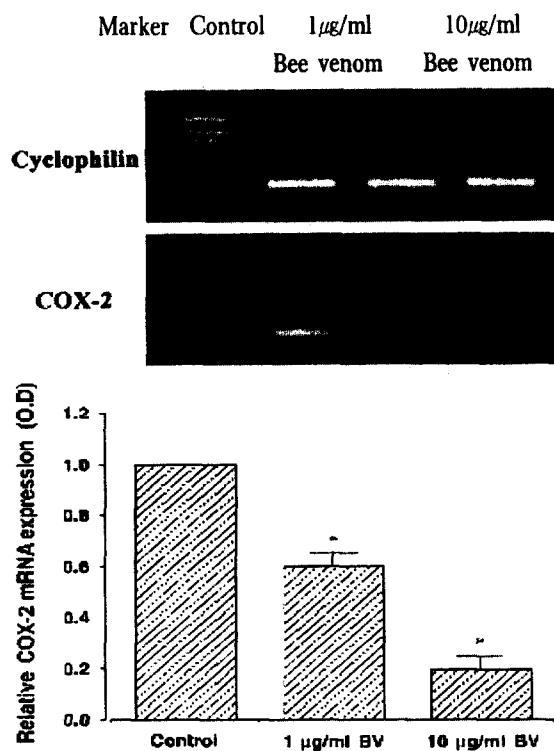 Marker Control 1μg/ml 10μg/ml
Bee venom Bee venom
Cyclophilin
COX-2
Relative COX-2 mRNA expression (O.D)
1.2
1.0
0.8
0.6
0.4
0.2
0.0
Control 1 μg/ml BV 10 μg/ml BV
* *